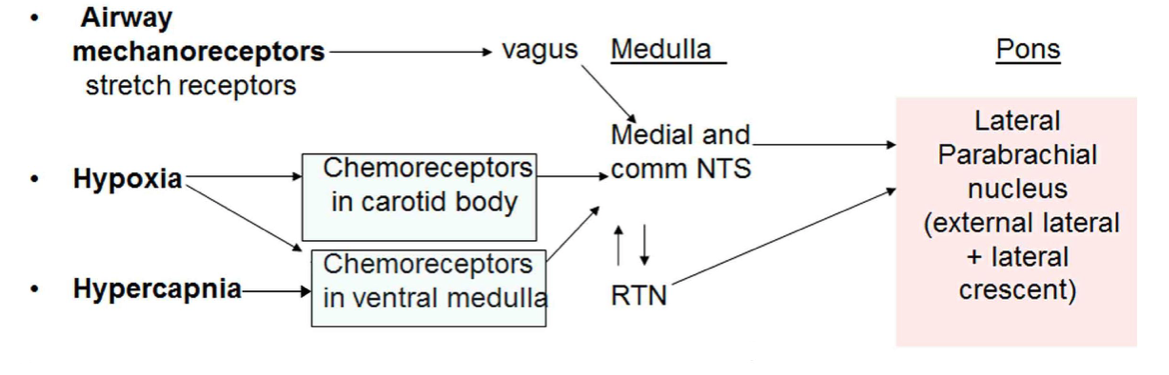 • Airway
mechanoreceptors
stretch receptors
vagus
Medulla
Pons
Medial and
comm NTS
Lateral
Parabrachial
nucleus
(external lateral
+ lateral
crescent)
• Hypoxia
Chemoreceptors
in carotid body
• Hypercapnia
Chemoreceptors
in ventral medulla
RTN